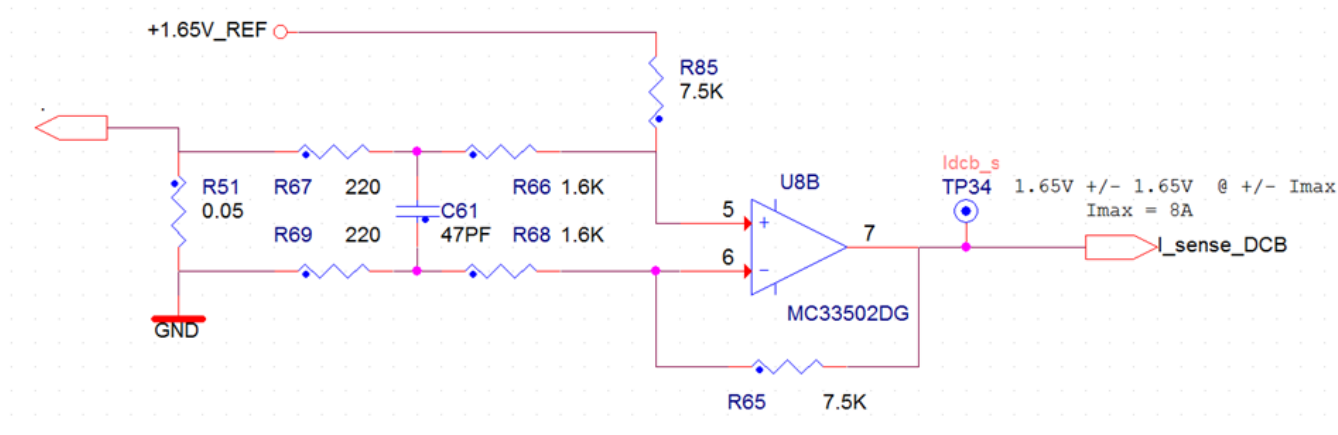 +1.65V_REF
R85
7.5K
R51
0.05
R67
220
R66
1.6K
C61
47PF
R69
220
R68
1.6K
5
+
6
-
7
U8B
MC33502DG
Idcb_s
TP34
1.65V +/- 1.65V @ +/- Imax
Imax = 8A
I_sense_DCB
GND
R65
7.5K